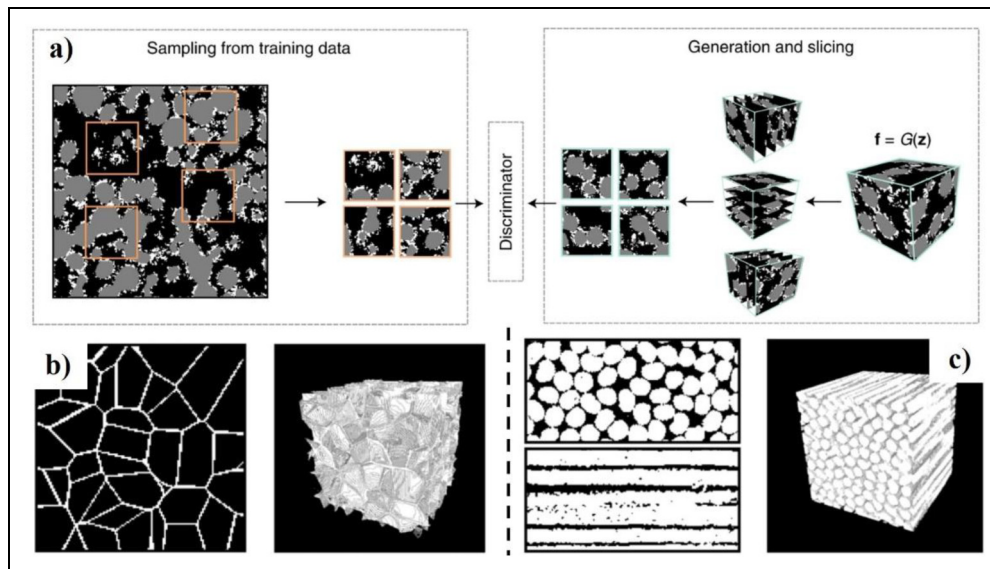 a)
Sampling from training data
Generation and slicing
f = G(z)
Discriminator
b)
c)